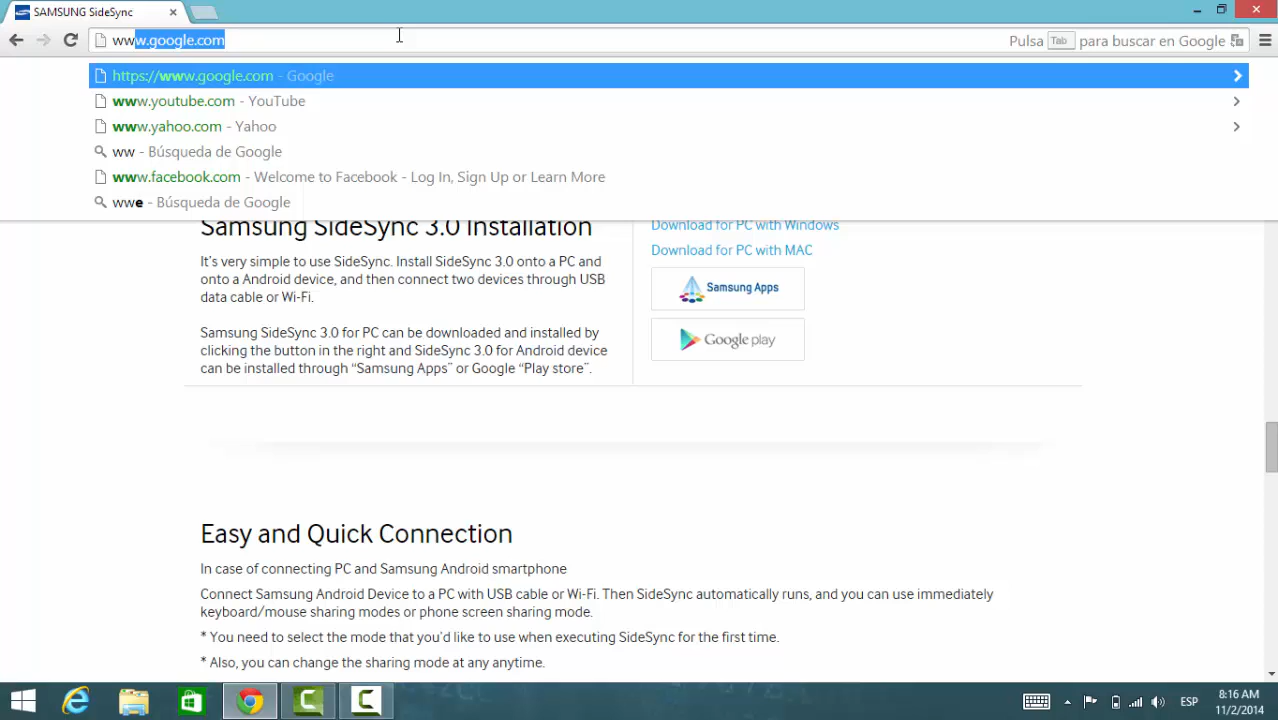 SAMSUNG SideSync
www.google.com
Pulsa Tab para buscar en Google
https://www.google.com - Google
www.youtube.com - YouTube
www.yahoo.com - Yahoo
ww - Búsqueda de Google
www.facebook.com - Welcome to Facebook - Log In, Sign Up or Learn More
wwe - Búsqueda de Google
Samsung SideSync 3.0 Installation
It's very simple to use SideSync. Install SideSync 3.0 onto a PC and
onto a Android device, and then connect two devices through USB
data cable or Wi-Fi.
Samsung SideSync 3.0 for PC can be downloaded and installed by
clicking the button in the right and SideSync 3.0 for Android device
can be installed through “Samsung Apps” or Google “Play store”.
Download for PC with Windows
Download for PC with MAC
Samsung Apps
Google play
Easy and Quick Connection
In case of connecting PC and Samsung Android smartphone
Connect Samsung Android Device to a PC with USB cable or Wi-Fi. Then SideSync automatically runs, and you can use immediately
keyboard/mouse sharing modes or phone screen sharing mode.
* You need to select the mode that you'd like to use when executing SideSync for the first time.
* Also, you can change the sharing mode at any anytime.
ESP
8:16 AM
11/2/2014